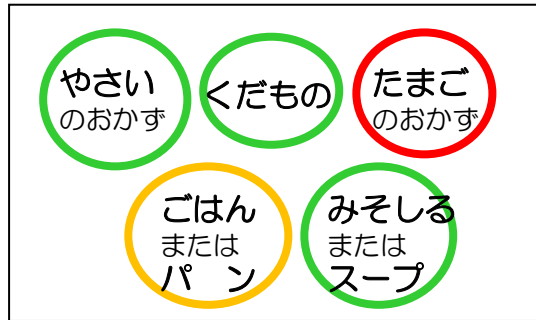 やさい
のおかず
くだもの
たまご
のおかず
ごはん
または
パ　ン
みそしる
または
スープ